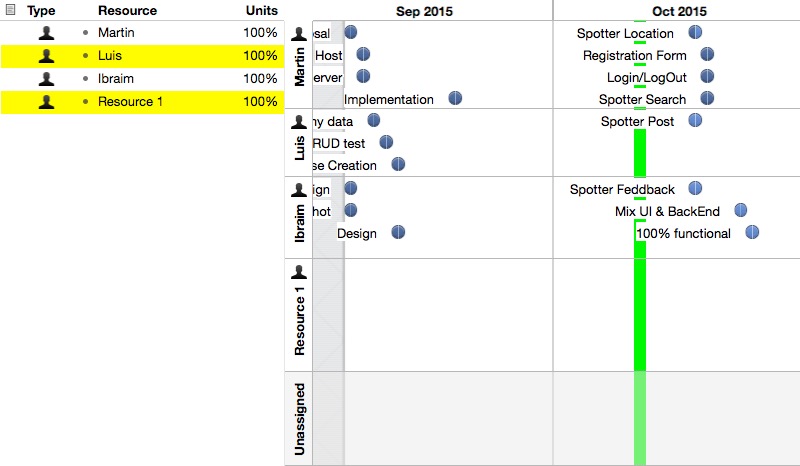 Type Resource Units
Martin 100%
Luis 100%
Ibraim 100%
Resource 1 100%
Sep 2015 Oct 2015
Martin
sal Spotter Location
Host Registration Form
erver Login/LogOut
Implementation Spotter Search
Luis
ny data Spotter Post
RUD test
se Creation
Ibraim
ign Spotter Feddback
hot Mix UI & BackEnd
Design 100% functional
Resource 1
Unassigned